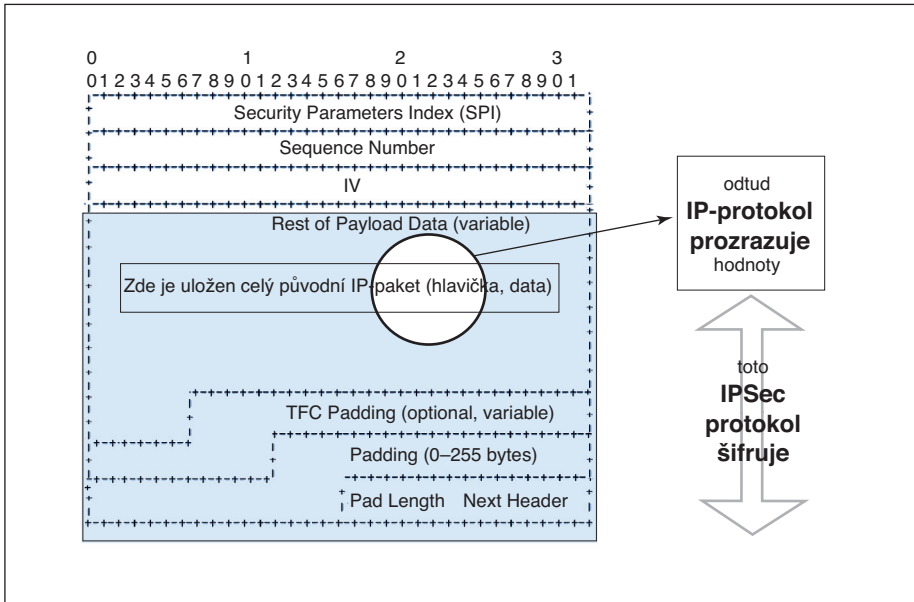 0 1 2 3
0 1 2 3 4 5 6 7 8 9 0 1 2 3 4 5 6 7 8 9 0 1 2 3 4 5 6 7 8 9 0 1
Security Parameters Index (SPI)
Sequence Number
IV
Rest of Payload Data (variable)
Zde je uložen celý původní IP-paket (hlavička, data)
TFC Padding (optional, variable)
Padding (0–255 bytes)
Pad Length Next Header
odtud
IP-protokol
prozrazuje
hodnoty
toto
IPSec
protokol
šifruje